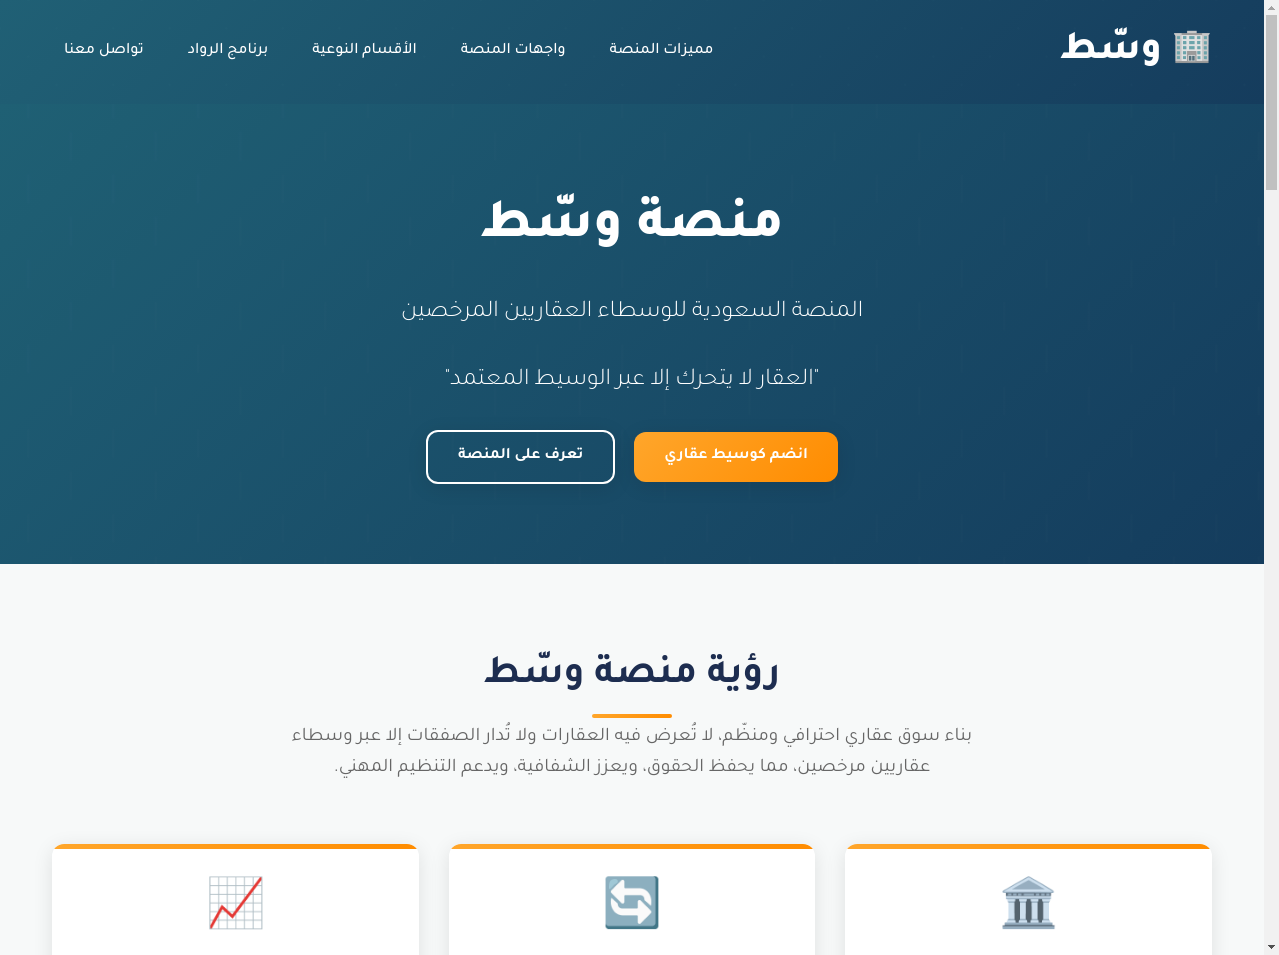 وسّط
مميزات المنصة
واجهات المنصة
الأقسام النوعية
برنامج الرواد
تواصل معنا
منصة وسّط
المنصة السعودية للوسطاء العقاريين المرخصين
"العقار لا يتحرك إلا عبر الوسيط المعتمد"
انضم كوسيط عقاري
تعرف على المنصة
رؤية منصة وسّط
بناء سوق عقاري احترافي ومنظّم، لا تُعرض فيه العقارات ولا تُدار الصفقات إلا عبر وسطاء
عقاريين مرخصين، مما يحفظ الحقوق، ويعزز الشفافية، ويدعم التنظيم المهني.